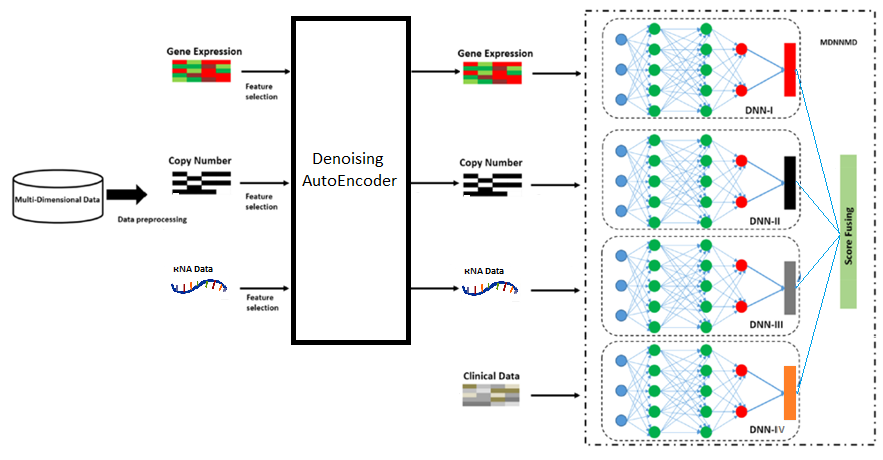 Gene Expression
Feature
selection
Gene Expression
MDNNMD
DNN-I
Copy Number
Feature
selection
Denoising
AutoEncoder
Copy Number
DNN-II
Multi-Dimensional Data
Data preprocessing
Score Fusing
RNA Data
Feature
selection
RNA Data
DNN-III
Clinical Data
DNN-IV